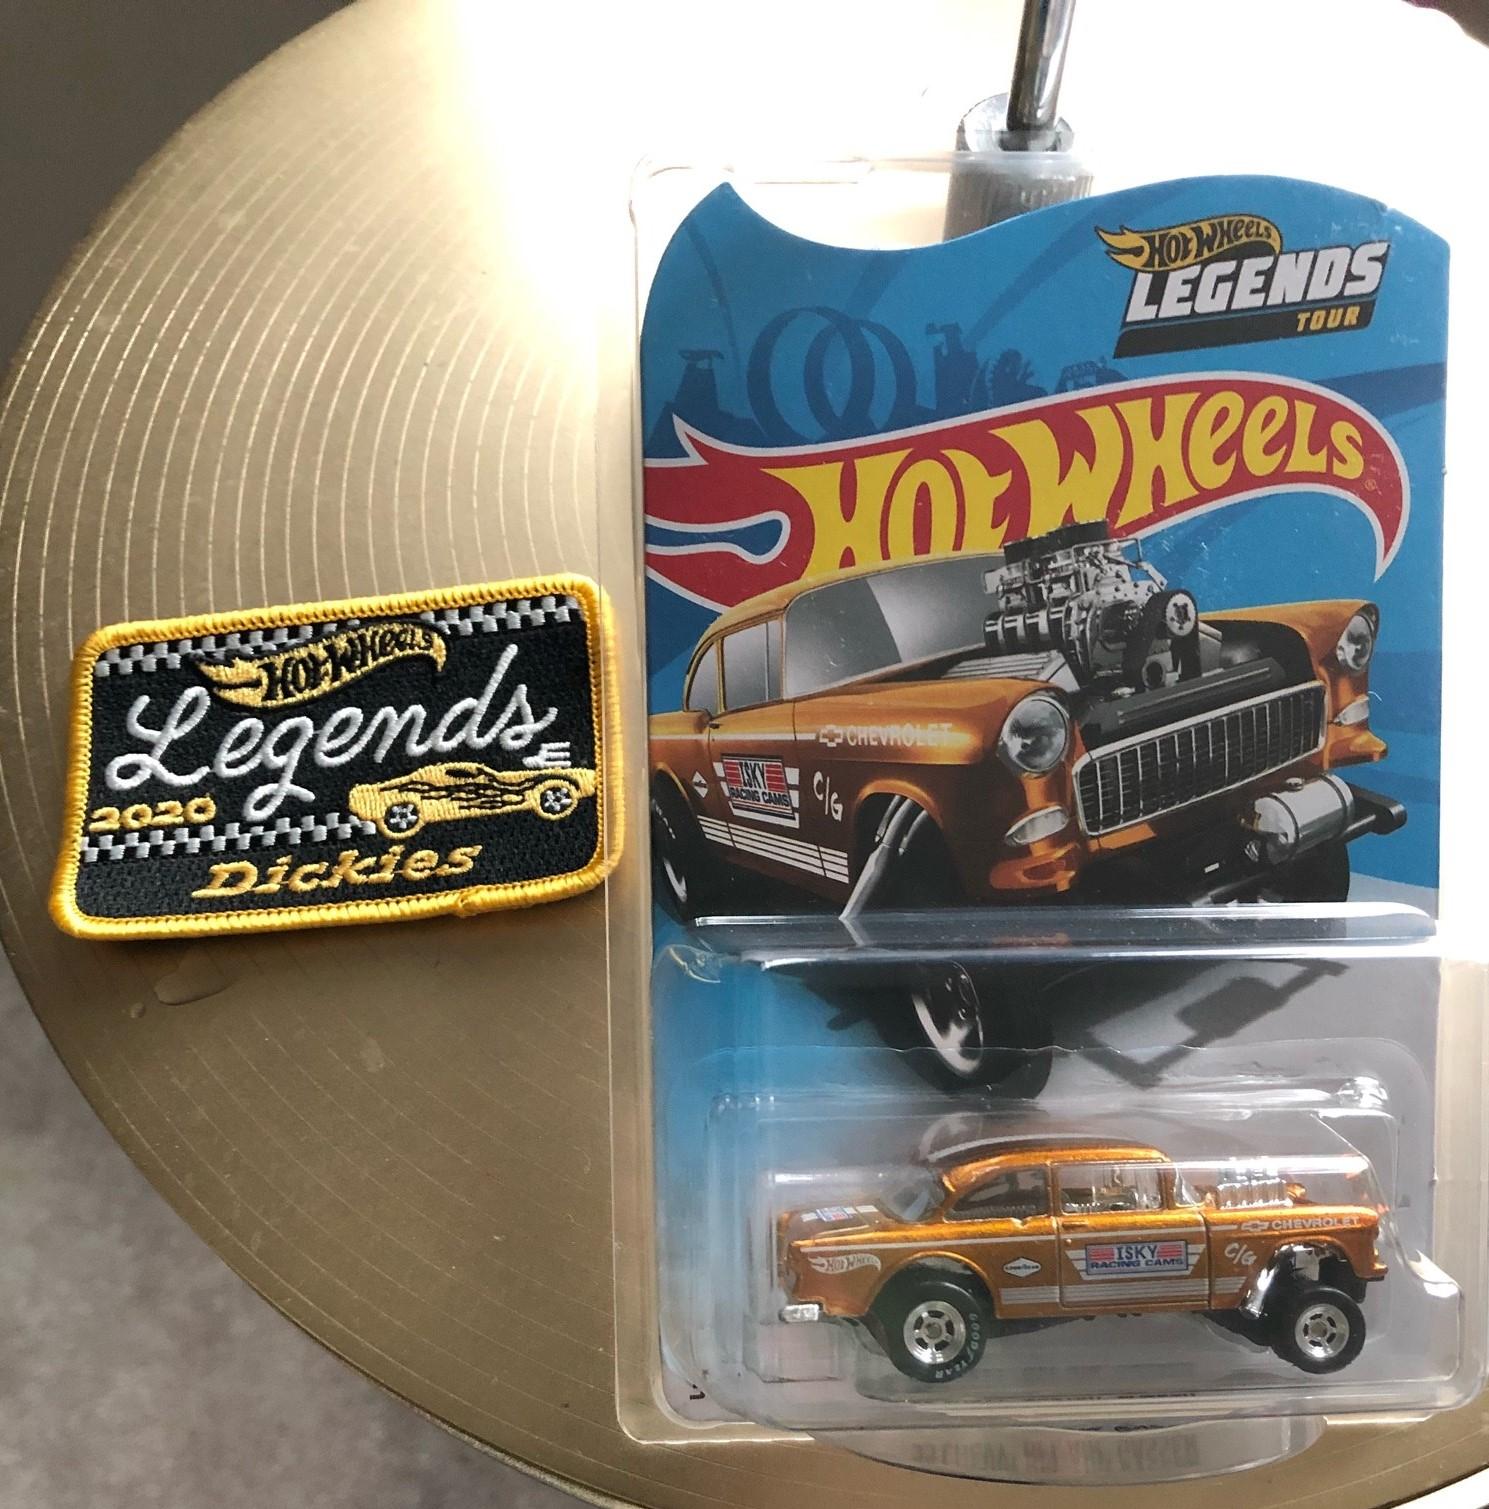 HOT WHEELS
Legends
2020
Dickies
HOT WHEELS
LEGENDS
TOUR
HOT WHEELS®
CHEVROLET
ISKY
RACING CAMS
C/G
CHEVROLET
HOT WHEELS
GOODYEAR
ISKY
RACING CAMS
C/G
GOODYEAR